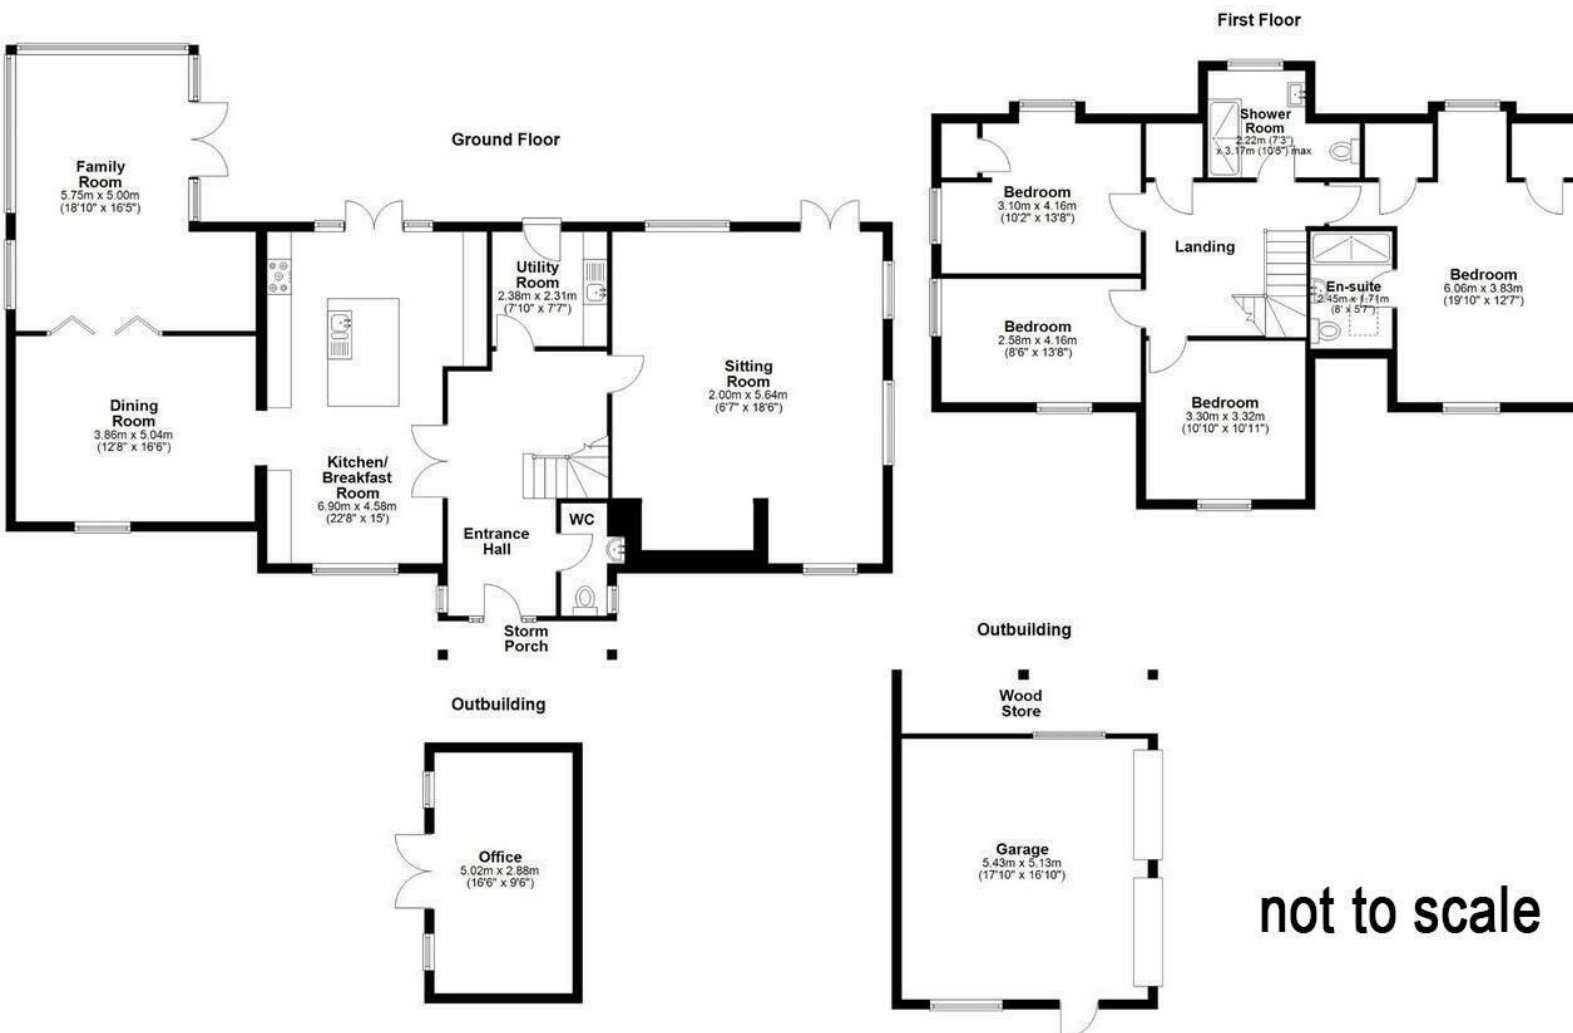 First Floor
Ground Floor
Family
Room
5.75m x 5.00m
(18'10" x 16'5")
Utility
Room
2.38m x 2.31m
(7'10" x 7'7")
Sitting
Room
2.00m x 5.64m
(6'7" x 18'6")
Dining
Room
3.86m x 5.04m
(12'8" x 16'6")
Kitchen/
Breakfast
Room
6.90m x 4.58m
(22'8" x 15')
Entrance
Hall
WC
Storm
Porch
Shower
Room
2.22m (7'3")
x 3.17m (10'5") max
Bedroom
3.10m x 4.16m
(10'2" x 13'8")
Landing
En-suite
2.45m x 1.71m
(8' x 5'7")
Bedroom
6.06m x 3.83m
(19'10" x 12'7")
Bedroom
2.58m x 4.16m
(8'6" x 13'8")
Bedroom
3.30m x 3.32m
(10'10" x 10'11")
Outbuilding
Office
5.02m x 2.88m
(16'6" x 9'6")
Outbuilding
Wood
Store
Garage
5.43m x 5.13m
(17'10" x 16'10")
not to scale